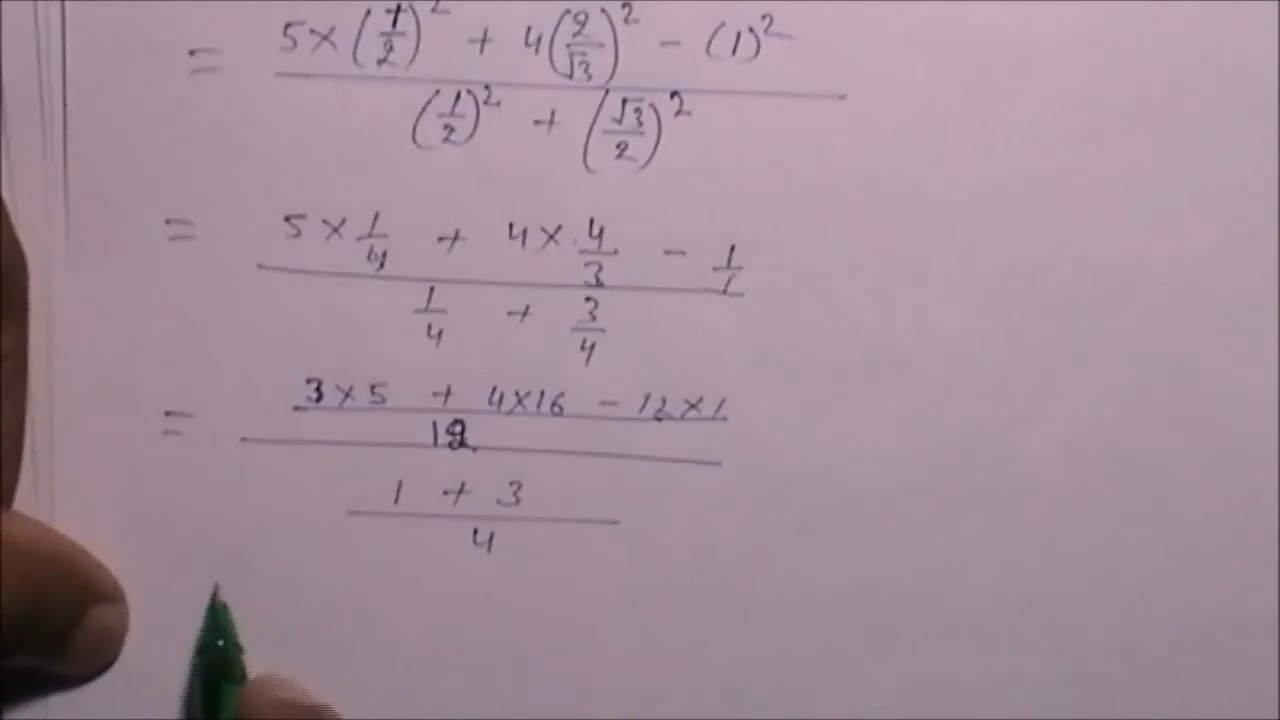 = (5×(1/2)² + 4(2/√3)² - (1)²) / ((1/2)² + (√3/2)²)
= (5×1/4 + 4×4/3 - 1/1) / (1/4 + 3/4)
= ((3×5 + 4×16 - 12×1) / 12) / ((1 + 3) / 4)